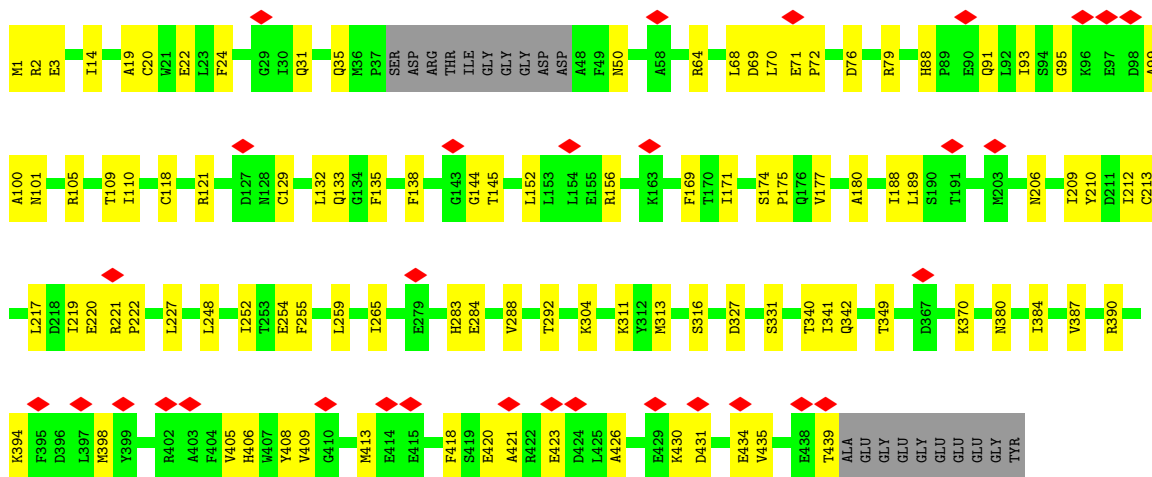 M1 R2 E3 I14 A19 C20 W21 E22 L23 F24 G29 I30 Q31 Q35 M36 P37 SER ASP ARG THR ILE GLY GLY GLY ASP ASP A48 F49 N50 A58 R64 L68 D69 L70 E71 P72 D76 R79 H88 P89 E90 Q91 L92 I93 S94 G95 K96 E97 D98 A99
A100 N101 R105 T109 I110 C118 R121 D127 N128 C129 L132 Q133 G134 F135 F138 G143 G144 T145 L152 L153 L154 E155 R156 K163 F169 T170 I171 S174 P175 Q176 V177 A180 I188 L189 S190 T191 M203 N206 I209 Y210 D211 I212 C213
L217 D218 I219 E220 R221 P222 L227 L248 I252 T253 E254 F255 L259 I265 E279 H283 E284 V288 T292 K304 K311 Y312 M313 S316 D327 S331 T340 I341 Q342 T349 D367 K370 N380 I384 V387 R390
K394 F395 D396 L397 M398 Y399 R402 A403 F404 V405 H406 W407 Y408 V409 G410 M413 E414 E415 F418 S419 E420 A421 R422 E423 D424 L425 A426 E429 K430 D431 E434 V435 E438 T439 ALA GLU GLY GLU GLU GLY GLU GLU GLU GLY TYR